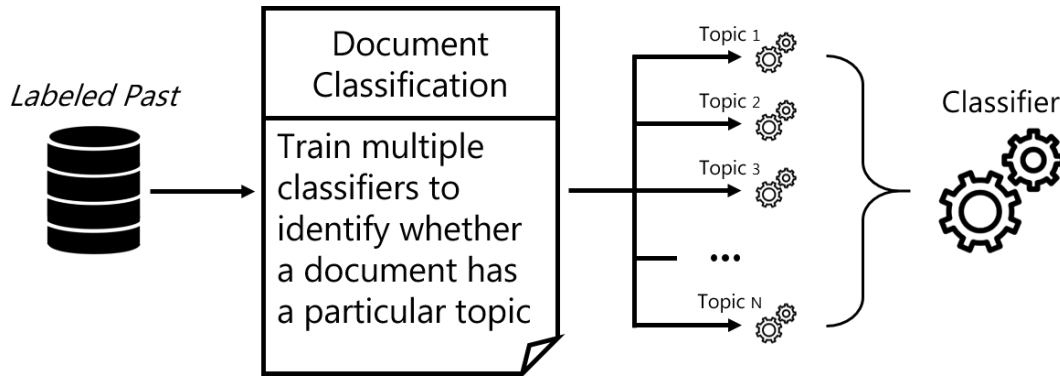 Labeled Past
Document
Classification
Train multiple
classifiers to
identify whether
a document has
a particular topic
Topic 1
Topic 2
Topic 3
...
Topic N
Classifier